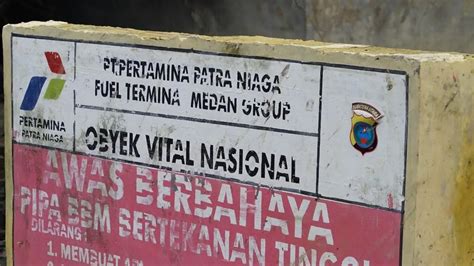 PT.PERTAMINA PATRA NIAGA
FUEL TERMINA MEDAN GROUP
PERTAMINA
PATRA NIAGA
OBYEK VITAL NASIONAL
AWAS BERBAHAYA
PIPA BBM BERTEKANAN TINGGI
DILARANG :
1. MEMBUAT